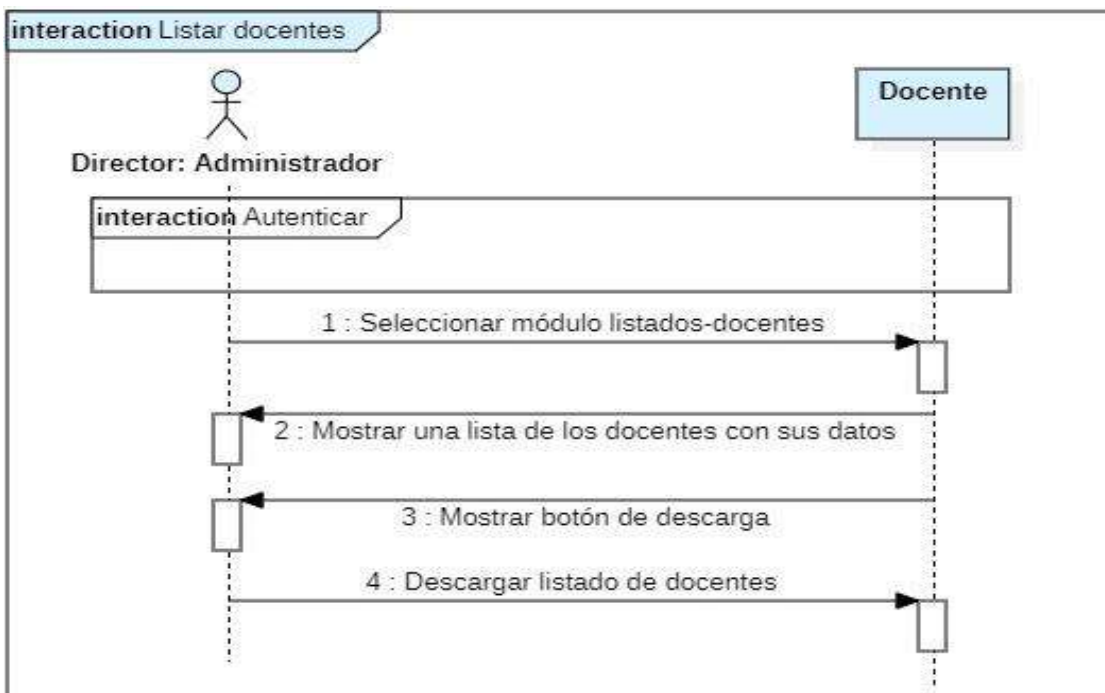 interaction Listar docentes
Docente
Director: Administrador
interaction Autenticar
1 : Seleccionar módulo listados-docentes
2 : Mostrar una lista de los docentes con sus datos
3 : Mostrar botón de descarga
4 : Descargar listado de docentes